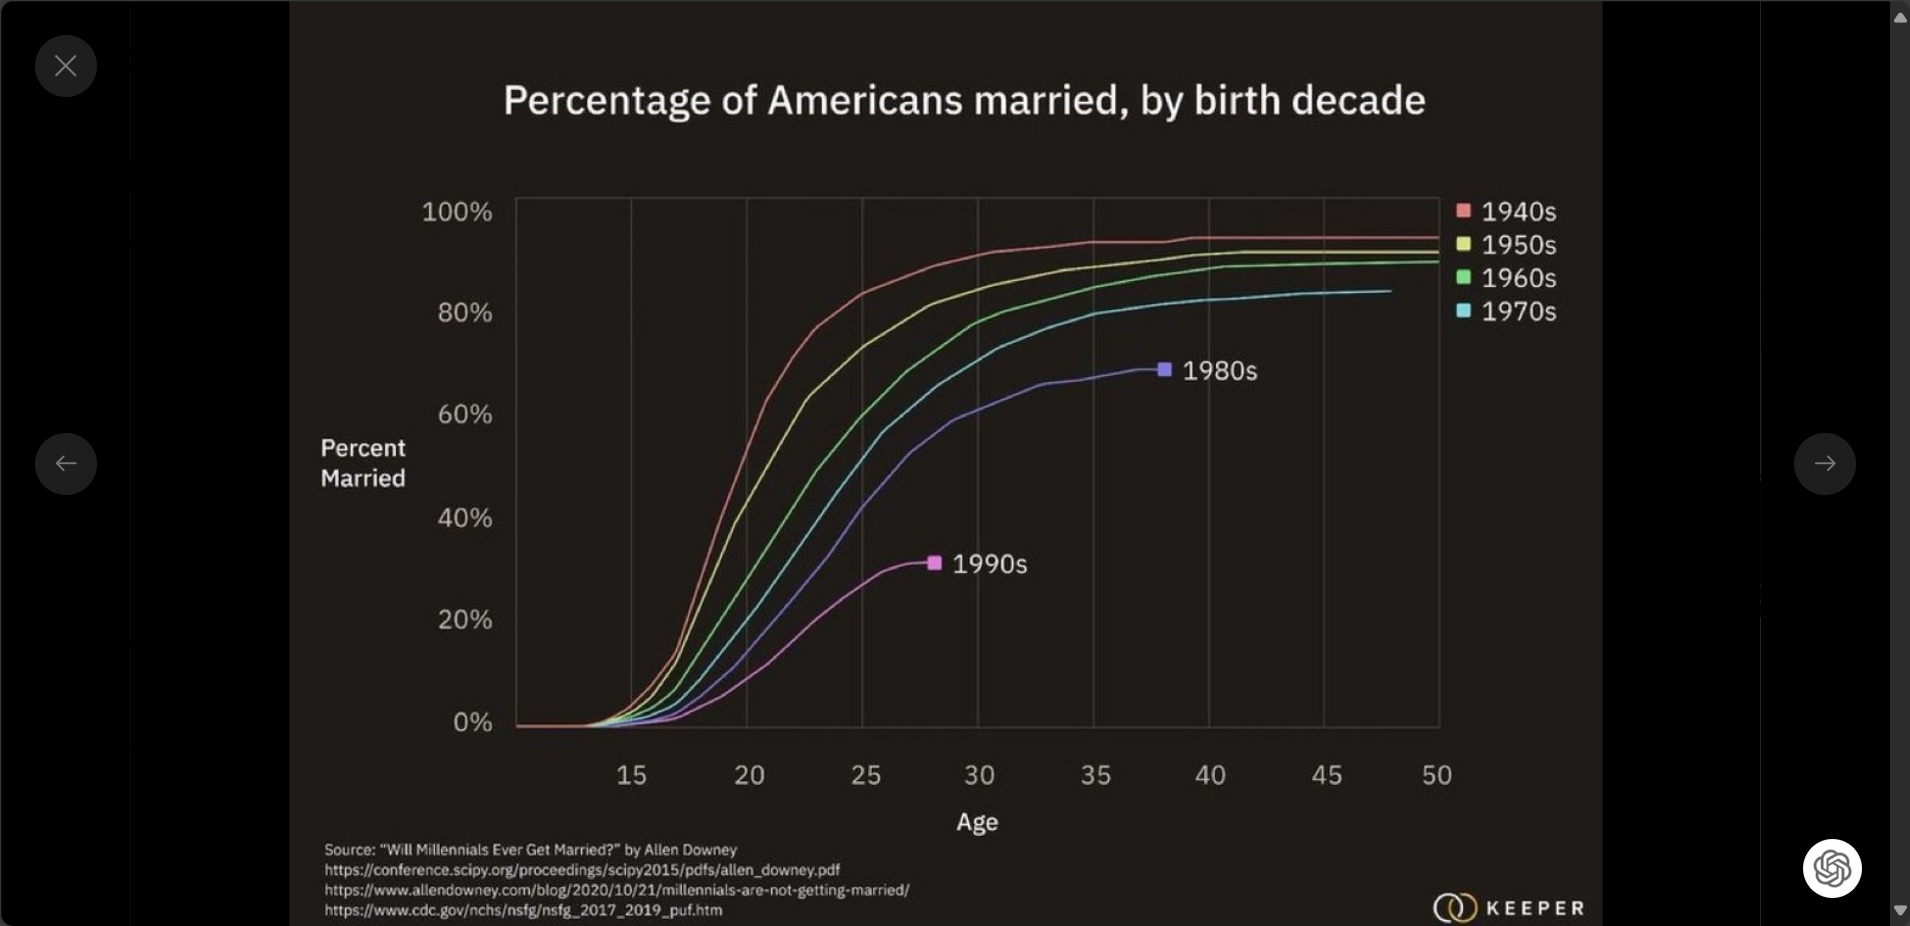 Percentage of Americans married, by birth decade
100%
80%
60%
40%
20%
0%
Percent
Married
1940s
1950s
1960s
1970s
1980s
1990s
15 20 25 30 35 40 45 50
Age
Source: “Will Millennials Ever Get Married?” by Allen Downey
https://conference.scipy.org/proceedings/scipy2015/pdfs/allen_downey.pdf
https://www.allendowney.com/blog/2020/10/21/millennials-are-not-getting-married/
https://www.cdc.gov/nchs/nsfg/nsfg_2017_2019_puf.htm
KEEPER